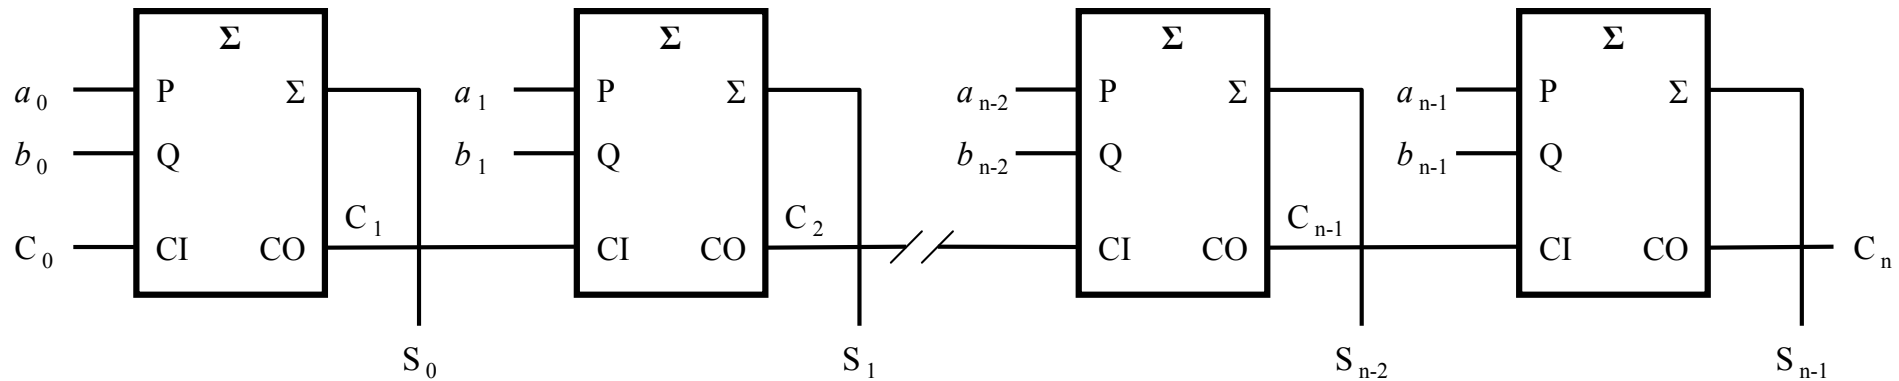 Σ Σ Σ Σ
a0 P Σ a1 P Σ an-2 P Σ an-1 P Σ
b0 Q b1 Q bn-2 Q bn-1 Q
C1 C2 Cn-1
C0 CI CO CI CO CI CO CI CO Cn
S0 S1 Sn-2 Sn-1